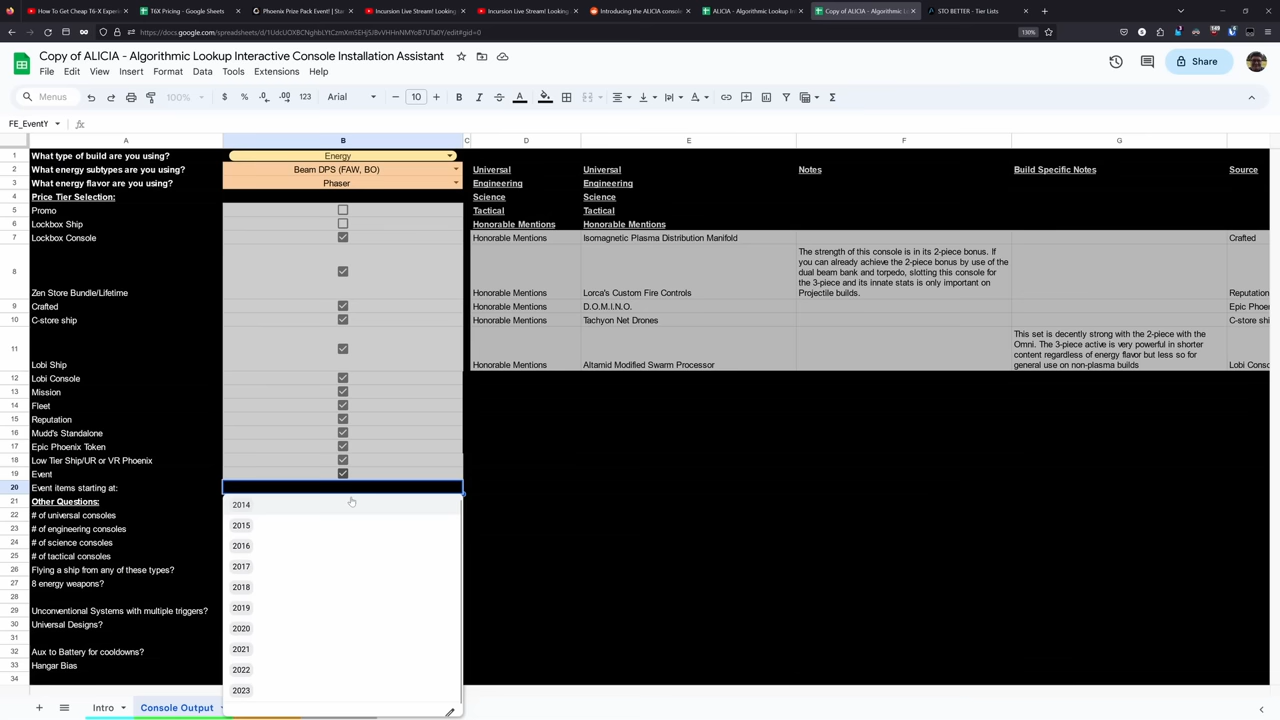 How To Get Cheap T6-X Experi
T6X Pricing - Google Sheets
Phoenix Prize Pack Event! | Star
Incursion Live Stream! Looking
Incursion Live Stream! Looking
Introducing the ALICIA console
ALICIA - Algorithmic Lookup Int
Copy of ALICIA - Algorithmic L
STO BETTER - Tier Lists
https://docs.google.com/spreadsheets/d/1UdcUOXBCNghbLYtCzmXm5EHj5JBvVHHnNMYoB7UTa0Y/edit#gid=0
130%
Copy of ALICIA - Algorithmic Lookup Interactive Console Installation Assistant
File Edit View Insert Format Data Tools Extensions Help
Share
Menus 100% $ % .0 .00 123 Arial 10 B I A
FE_EventY
A B C D E F G H
1 What type of build are you using? Energy
2 What energy subtypes are you using? Beam DPS (FAW, BO) Universal Universal Notes Build Specific Notes Source
3 What energy flavor are you using? Phaser Engineering Engineering
4 Price Tier Selection: Science Science
5 Promo Tactical Tactical
6 Lockbox Ship Honorable Mentions Honorable Mentions
7 Lockbox Console Honorable Mentions Isomagnetic Plasma Distribution Manifold Crafted
The strength of this console is in its 2-piece bonus. If
you can already achieve the 2-piece bonus by use of the
8 dual beam bank and torpedo, slotting this console for
the 3-piece and its innate stats is only important on
Zen Store Bundle/Lifetime Honorable Mentions Lorca's Custom Fire Controls Projectile builds. Reputation
9 Crafted Honorable Mentions D.O.M.I.N.O. Epic Phoen
10 C-store ship Honorable Mentions Tachyon Net Drones C-store shi
This set is decently strong with the 2-piece with the
11 Omni. The 3-piece active is very powerful in shorter
content regardless of energy flavor but less so for
Lobi Ship Honorable Mentions Altamid Modified Swarm Processor general use on non-plasma builds Lobi Conso
12 Lobi Console
13 Mission
14 Fleet
15 Reputation
16 Mudd's Standalone
17 Epic Phoenix Token
18 Low Tier Ship/UR or VR Phoenix
19 Event
20 Event items starting at:
21 Other Questions: 2014
22 # of universal consoles
23 # of engineering consoles 2015
24 # of science consoles 2016
25 # of tactical consoles
26 Flying a ship from any of these types? 2017
27 8 energy weapons? 2018
28
29 Unconventional Systems with multiple triggers? 2019
30 Universal Designs? 2020
31
32 Aux to Battery for cooldowns? 2021
33 Hangar Bias 2022
34 2023
Intro Console Output